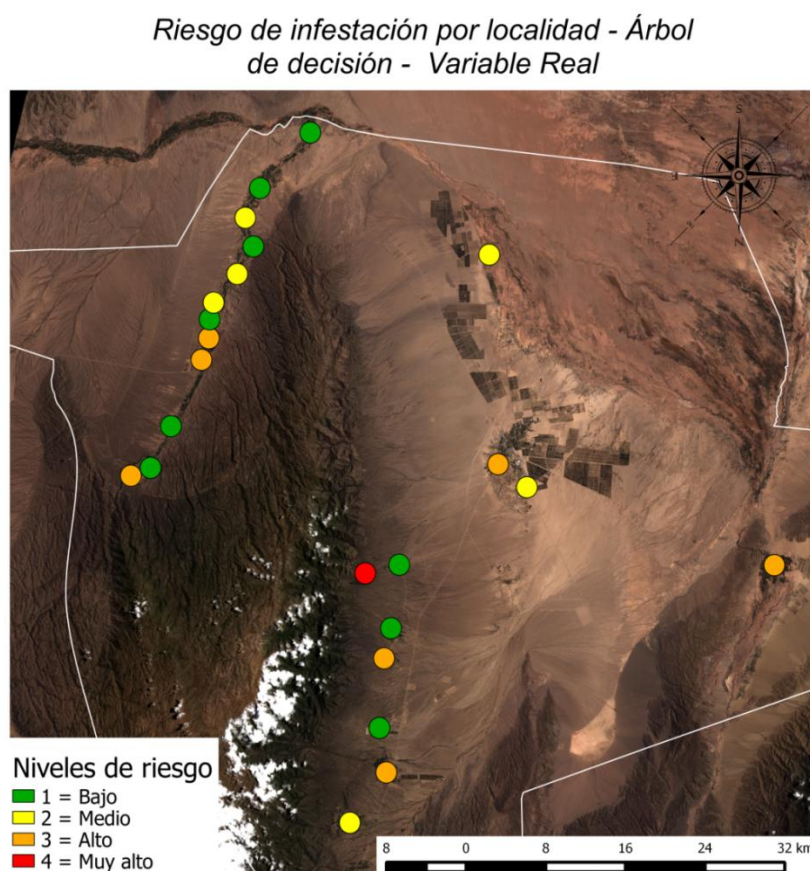 Riesgo de infestación por localidad - Árbol
de decisión - Variable Real
S
E
N
Niveles de riesgo
1 = Bajo
2 = Medio
3 = Alto
4 = Muy alto
8 0 8 16 24 32 km